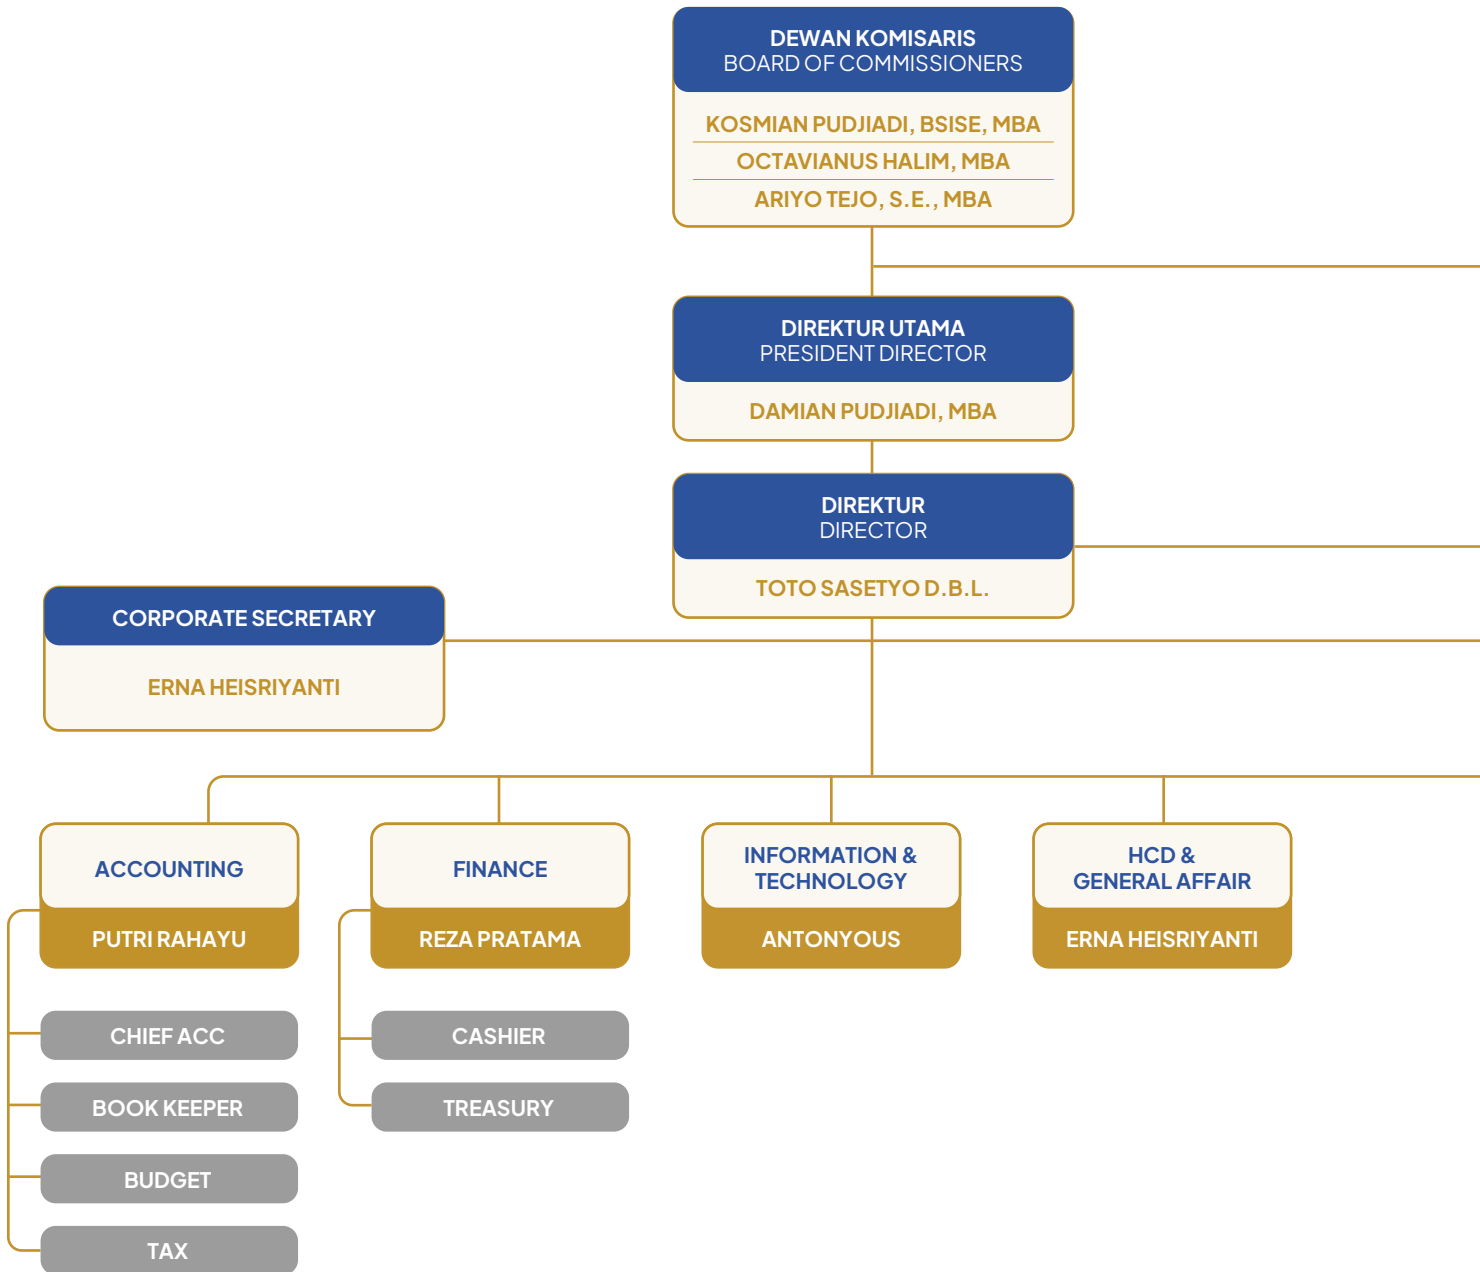 DEWAN KOMISARIS
BOARD OF COMMISSIONERS
KOSMIAN PUDJIADI, BSISE, MBA
OCTAVIANUS HALIM, MBA
ARIYO TEJO, S.E., MBA
DIREKTUR UTAMA
PRESIDENT DIRECTOR
DAMIAN PUDJIADI, MBA
DIREKTUR
DIRECTOR
TOTO SASETYO D.B.L.
CORPORATE SECRETARY
ERNA HEISRIYANTI
ACCOUNTING
PUTRI RAHAYU
CHIEF ACC
BOOK KEEPER
BUDGET
TAX
FINANCE
REZA PRATAMA
CASHIER
TREASURY
INFORMATION &
TECHNOLOGY
ANTONYOUS
HCD &
GENERAL AFFAIR
ERNA HEISRIYANTI